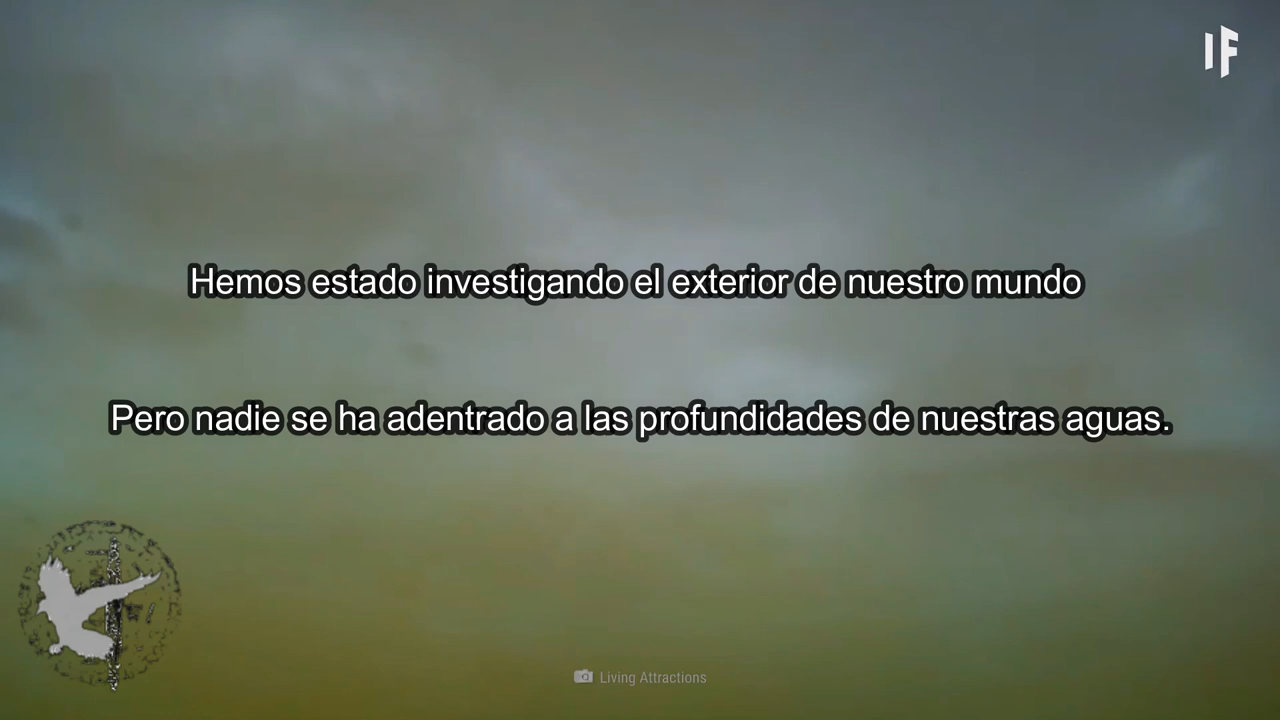 IF
Hemos estado investigando el exterior de nuestro mundo
Pero nadie se ha adentrado a las profundidades de nuestras aguas.
Living Attractions